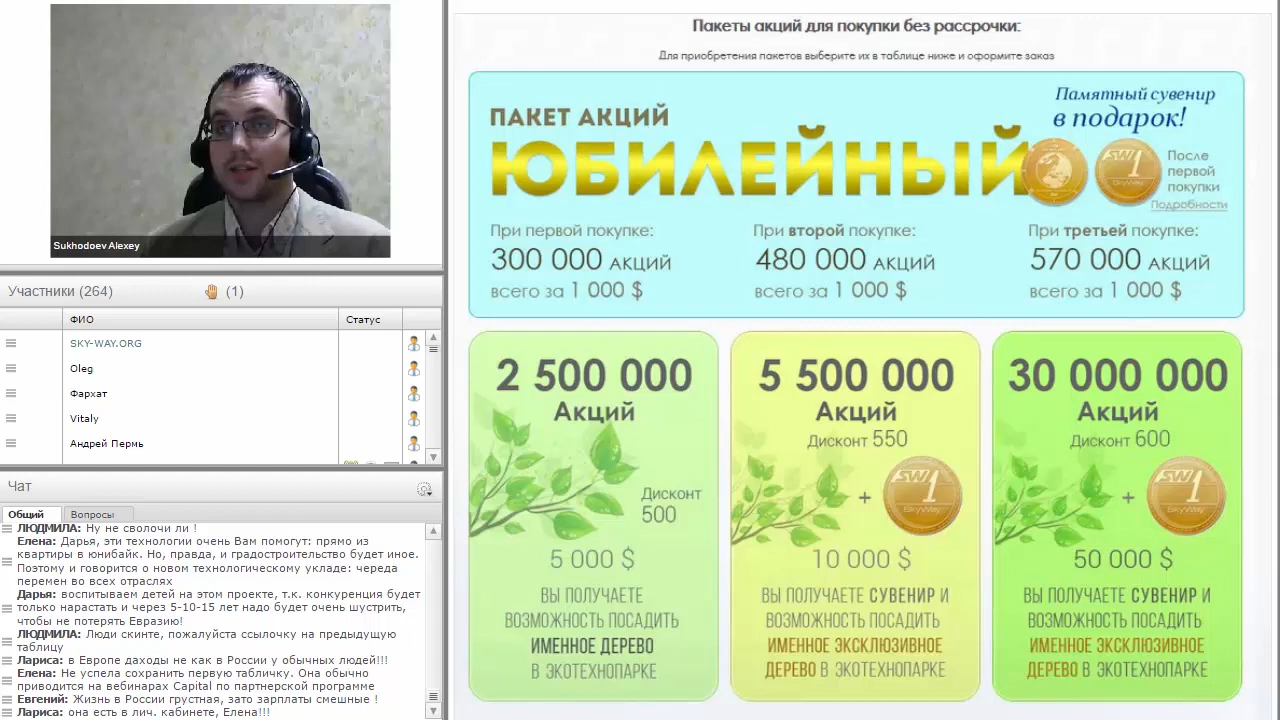 Sukhodoev Alexey
Участники (264)
(1)
ФИО
Статус
SKY-WAY.ORG
Oleg
Фархат
Vitaly
Андрей Пермь
Чат
Общий
Вопросы
ЛЮДМИЛА: Ну не сволочи ли !
Елена: Дарья, эти технологии очень Вам помогут: прямо из
квартиры в юнибайк. Но, правда, и градостроительство будет иное.
Поэтому и говорится о новом технологическому укладе: череда
перемен во всех отраслях
Дарья: воспитываем детей на этом проекте, т.к. конкуренция будет
только нарастать и через 5-10-15 лет надо будет очень шустрить,
чтобы не потерять Евразию!
ЛЮДМИЛА: Люди скинте, пожалуйста ссылочку на предыдущую
таблицу
Лариса: в Европе даходы не как в России у обычных людей!!!
Елена: Не успела сохранить первую табличку. Она обычно
приводится на вебинарах Capital по партнерской программе
Евгений: Жизнь в России грустная, зато зарплаты смешные !
Лариса: она есть в лич. кабинете, Елена!!!
Пакеты акций для покупки без рассрочки:
Для приобретения пакетов выберите их в таблице ниже и оформите заказ
ПАКЕТ АКЦИЙ
ЮБИЛЕЙНЫЙ
Памятный сувенир
в подарок!
SW1
SkyWay
После
первой
покупки
Подробности
При первой покупке:
300 000 АКЦИЙ
всего за 1 000 $
При второй покупке:
480 000 АКЦИЙ
всего за 1 000 $
При третьей покупке:
570 000 АКЦИЙ
всего за 1 000 $
2 500 000
Акций
Дисконт
500
5 000 $
ВЫ ПОЛУЧАЕТЕ
ВОЗМОЖНОСТЬ ПОСАДИТЬ
ИМЕННОЕ ДЕРЕВО
В ЭКОТЕХНОПАРКЕ
5 500 000
Акций
Дисконт 550
+
SW1
SkyWay
10 000 $
ВЫ ПОЛУЧАЕТЕ СУВЕНИР И
ВОЗМОЖНОСТЬ ПОСАДИТЬ
ИМЕННОЕ ЭКСКЛЮЗИВНОЕ
ДЕРЕВО В ЭКОТЕХНОПАРКЕ
30 000 000
Акций
Дисконт 600
+
SW1
SkyWay
50 000 $
ВЫ ПОЛУЧАЕТЕ СУВЕНИР И
ВОЗМОЖНОСТЬ ПОСАДИТЬ
ИМЕННОЕ ЭКСКЛЮЗИВНОЕ
ДЕРЕВО В ЭКОТЕХНОПАРКЕ